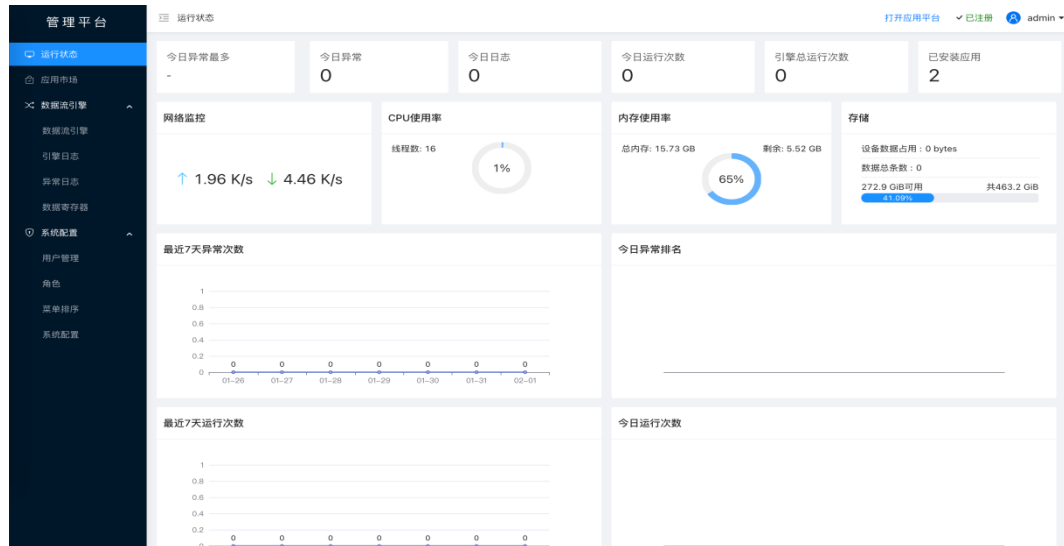 管理平台
运行状态
打开应用平台
已注册
admin
运行状态
应用市场
数据流引擎
数据流引擎
引擎日志
异常日志
数据寄存器
系统配置
用户管理
角色
菜单排序
系统配置
今日异常最多
-
今日异常
0
今日日志
0
今日运行次数
0
引擎总运行次数
0
已安装应用
2
网络监控
↑ 1.96 K/s ↓ 4.46 K/s
CPU使用率
线程数: 16
1%
内存使用率
总内存: 15.73 GB
剩余: 5.52 GB
65%
存储
设备数据占用 : 0 bytes
数据总条数 : 0
272.9 GiB可用
共463.2 GiB
41.09%
最近7天异常次数
1
0.8
0.6
0.4
0.2
0
0 0 0 0 0 0 0
01-26 01-27 01-28 01-29 01-30 01-31 02-01
今日异常排名
最近7天运行次数
1
0.8
0.6
0.4
0.2
0 0 0 0 0 0 0
0
今日运行次数